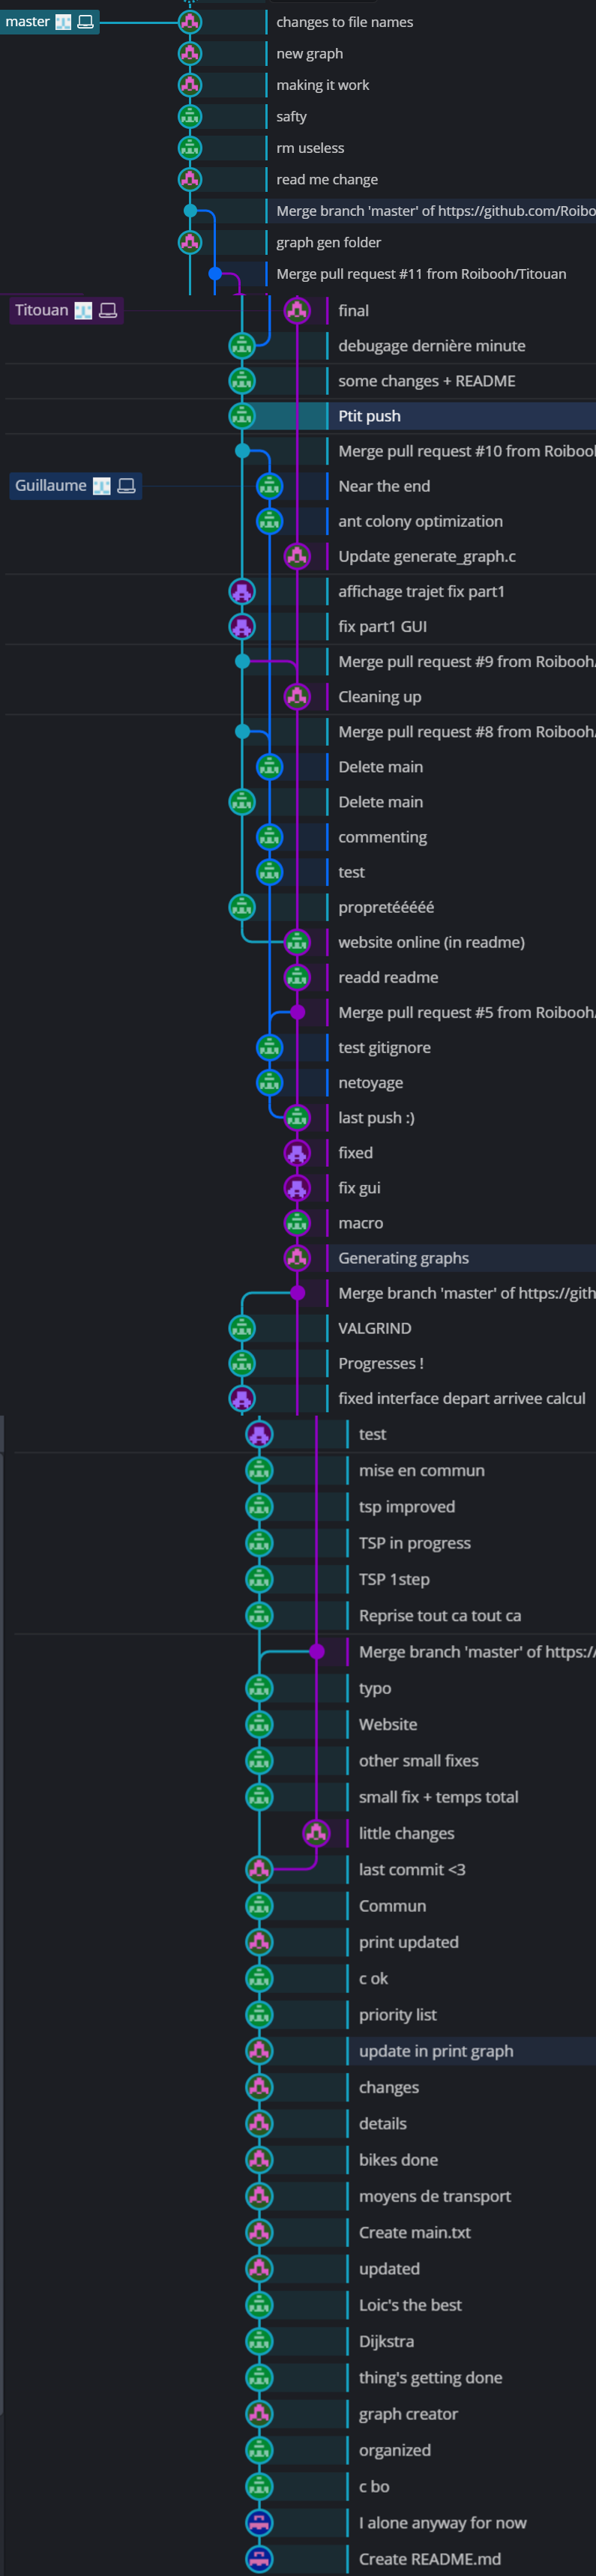 master
changes to file names
new graph
making it work
safty
rm useless
read me change
Merge branch 'master' of https://github.com/Roibo
graph gen folder
Merge pull request #11 from Roibooh/Titouan
Titouan
final
debugage dernière minute
some changes + README
Ptit push
Merge pull request #10 from Roibool
Guillaume
Near the end
ant colony optimization
Update generate_graph.c
affichage trajet fix part1
fix part1 GUI
Merge pull request #9 from Roibooh/
Cleaning up
Merge pull request #8 from Roibooh/
Delete main
Delete main
commenting
test
propretééééé
website online (in readme)
readd readme
Merge pull request #5 from Roibooh/
test gitignore
netoyage
last push :)
fixed
fix gui
macro
Generating graphs
Merge branch 'master' of https://gith
VALGRIND
Progresses !
fixed interface depart arrivee calcul
test
mise en commun
tsp improved
TSP in progress
TSP 1step
Reprise tout ca tout ca
Merge branch 'master' of https://
typo
Website
other small fixes
small fix + temps total
little changes
last commit <3
Commun
print updated
c ok
priority list
update in print graph
changes
details
bikes done
moyens de transport
Create main.txt
updated
Loic's the best
Dijkstra
thing's getting done
graph creator
organized
c bo
I alone anyway for now
Create README.md